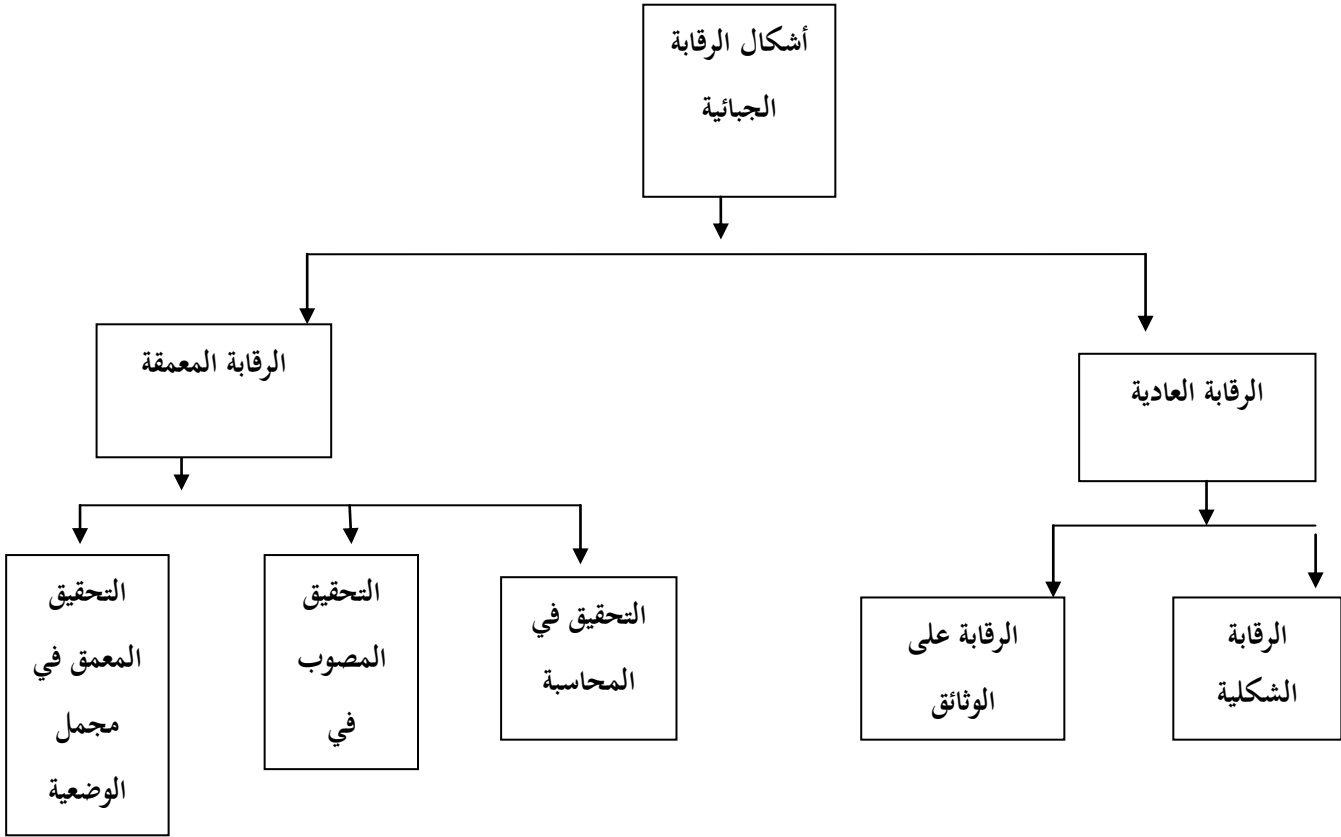 أشكال الرقابة
الجبائية
الرقابة العادية
الرقابة المعمقة
الرقابة
الشكلية
الرقابة على
الوثائق
التحقيق في
المحاسبة
التحقيق
المصوب
في
التحقيق
المعمق في
مجمل
الوضعية